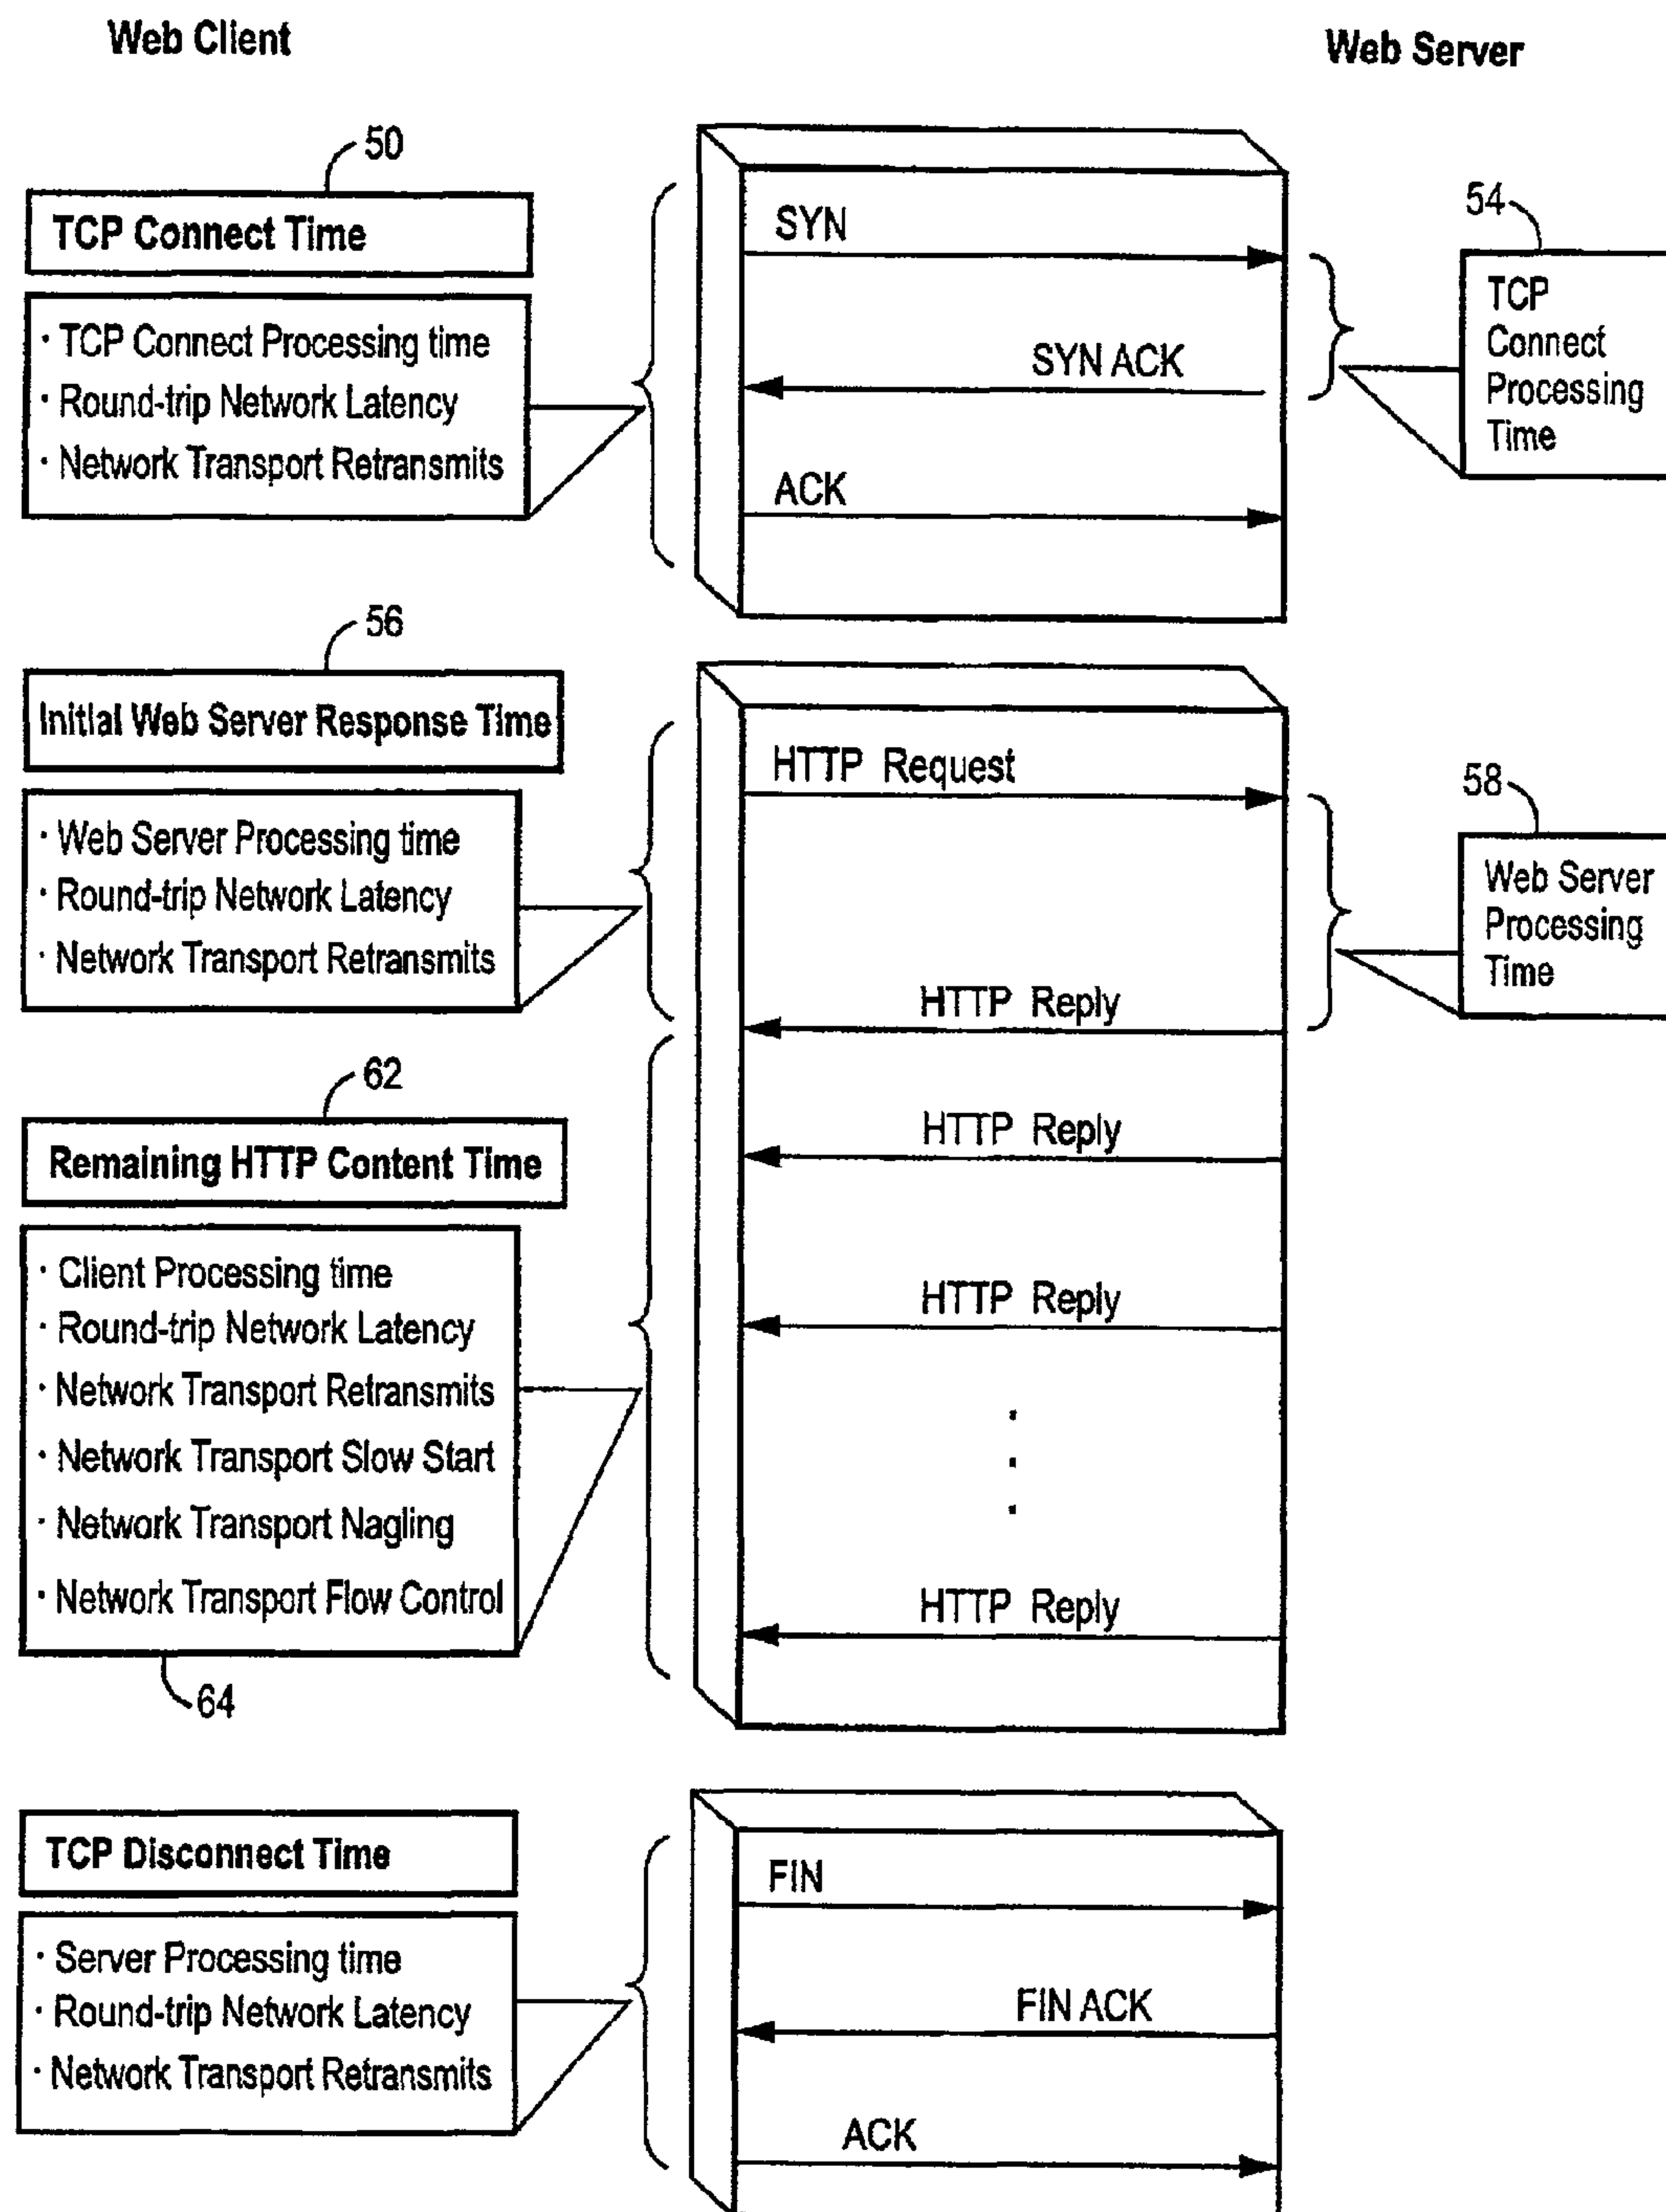 Web Client
Web Server
50
TCP Connect Time
· TCP Connect Processing time
· Round-trip Network Latency
· Network Transport Retransmits
SYN
SYN ACK
ACK
54
TCP
Connect
Processing
Time
56
Initial Web Server Response Time
· Web Server Processing time
· Round-trip Network Latency
· Network Transport Retransmits
HTTP Request
HTTP Reply
58
Web Server
Processing
Time
62
Remaining HTTP Content Time
· Client Processing time
· Round-trip Network Latency
· Network Transport Retransmits
· Network Transport Slow Start
· Network Transport Nagling
· Network Transport Flow Control
64
HTTP Reply
HTTP Reply
HTTP Reply
TCP Disconnect Time
· Server Processing time
· Round-trip Network Latency
· Network Transport Retransmits
FIN
FIN ACK
ACK